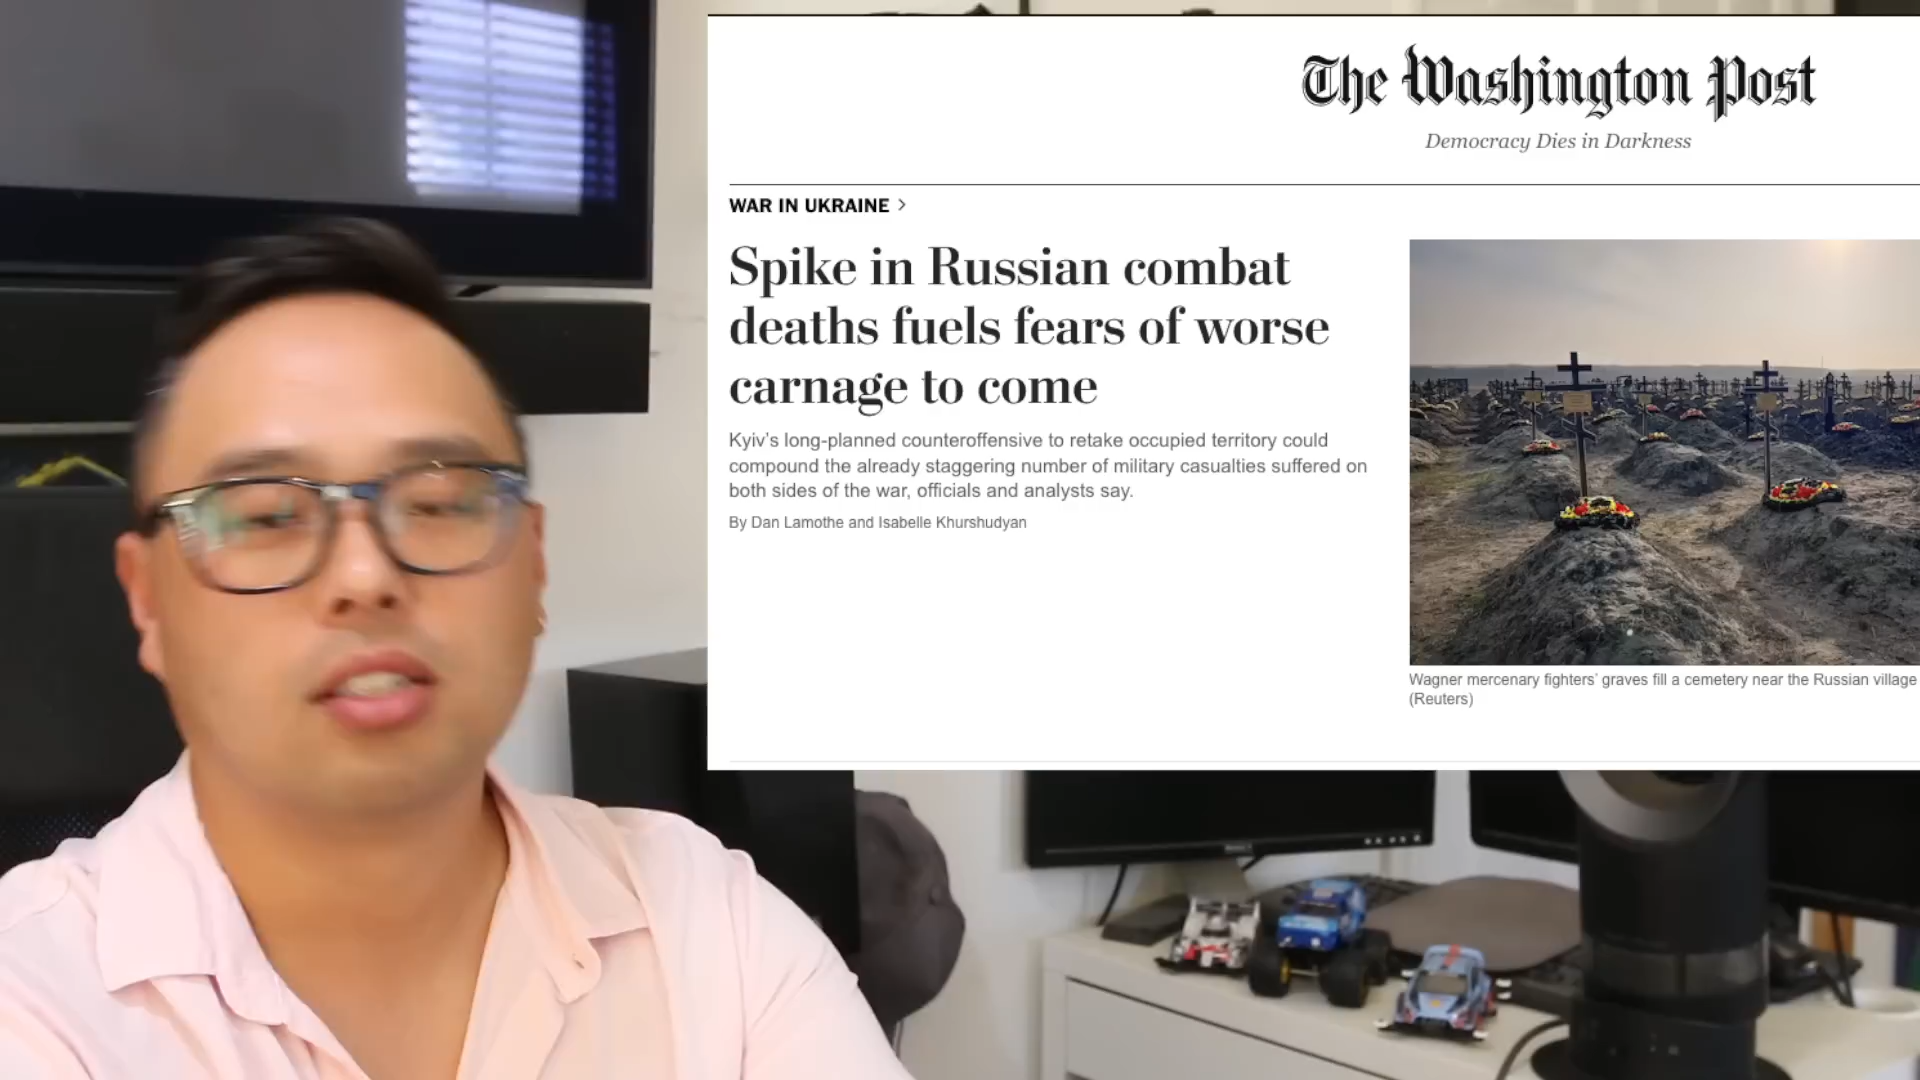 The Washington Post
Democracy Dies in Darkness
WAR IN UKRAINE >
Spike in Russian combat
deaths fuels fears of worse
carnage to come
Kyiv's long-planned counteroffensive to retake occupied territory could
compound the already staggering number of military casualties suffered on
both sides of the war, officials and analysts say.
By Dan Lamothe and Isabelle Khurshudyan
Wagner mercenary fighters' graves fill a cemetery near the Russian village
(Reuters)